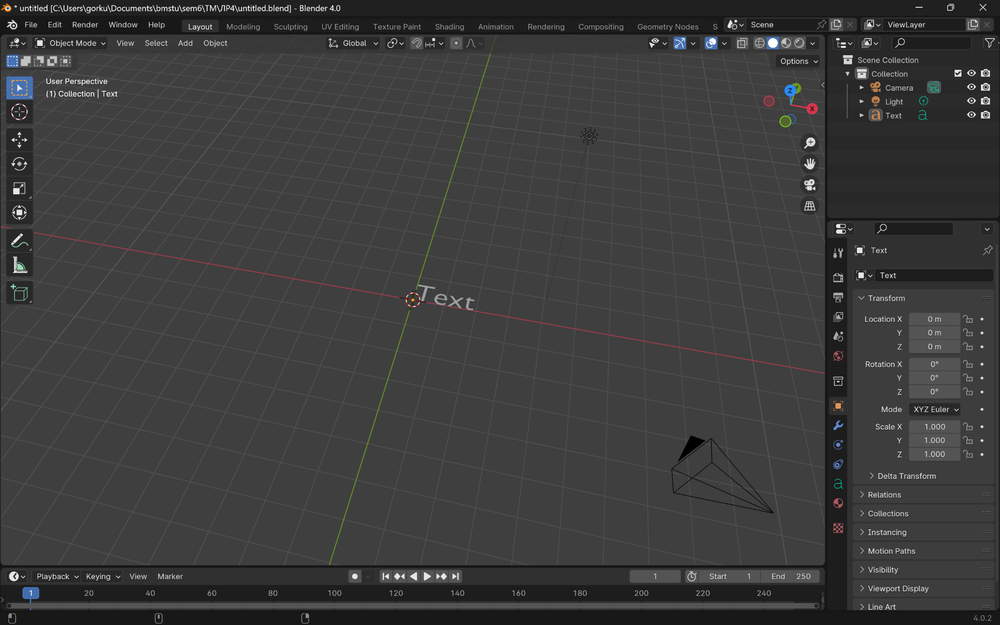 * untitled [C:\Users\gorku\Documents\bmstu\sem6\TM\ЛР4\untitled.blend] - Blender 4.0
File Edit Render Window Help Layout Modeling Sculpting UV Editing Texture Paint Shading Animation Rendering Compositing Geometry Nodes S Scene ViewLayer
Object Mode View Select Add Object Global
Options
User Perspective
(1) Collection | Text
Z
Y
X
Text
Scene Collection
Collection
Camera
Light
Text
Text
Text
Transform
Location X 0 m
Y 0 m
Z 0 m
Rotation X 0°
Y 0°
Z 0°
Mode XYZ Euler
Scale X 1.000
Y 1.000
Z 1.000
Delta Transform
Relations
Collections
Instancing
Motion Paths
Visibility
Viewport Display
Line Art
Playback Keying View Marker 1 Start 1 End 250
1 20 40 60 80 100 120 140 160 180 200 220 240
4.0.2